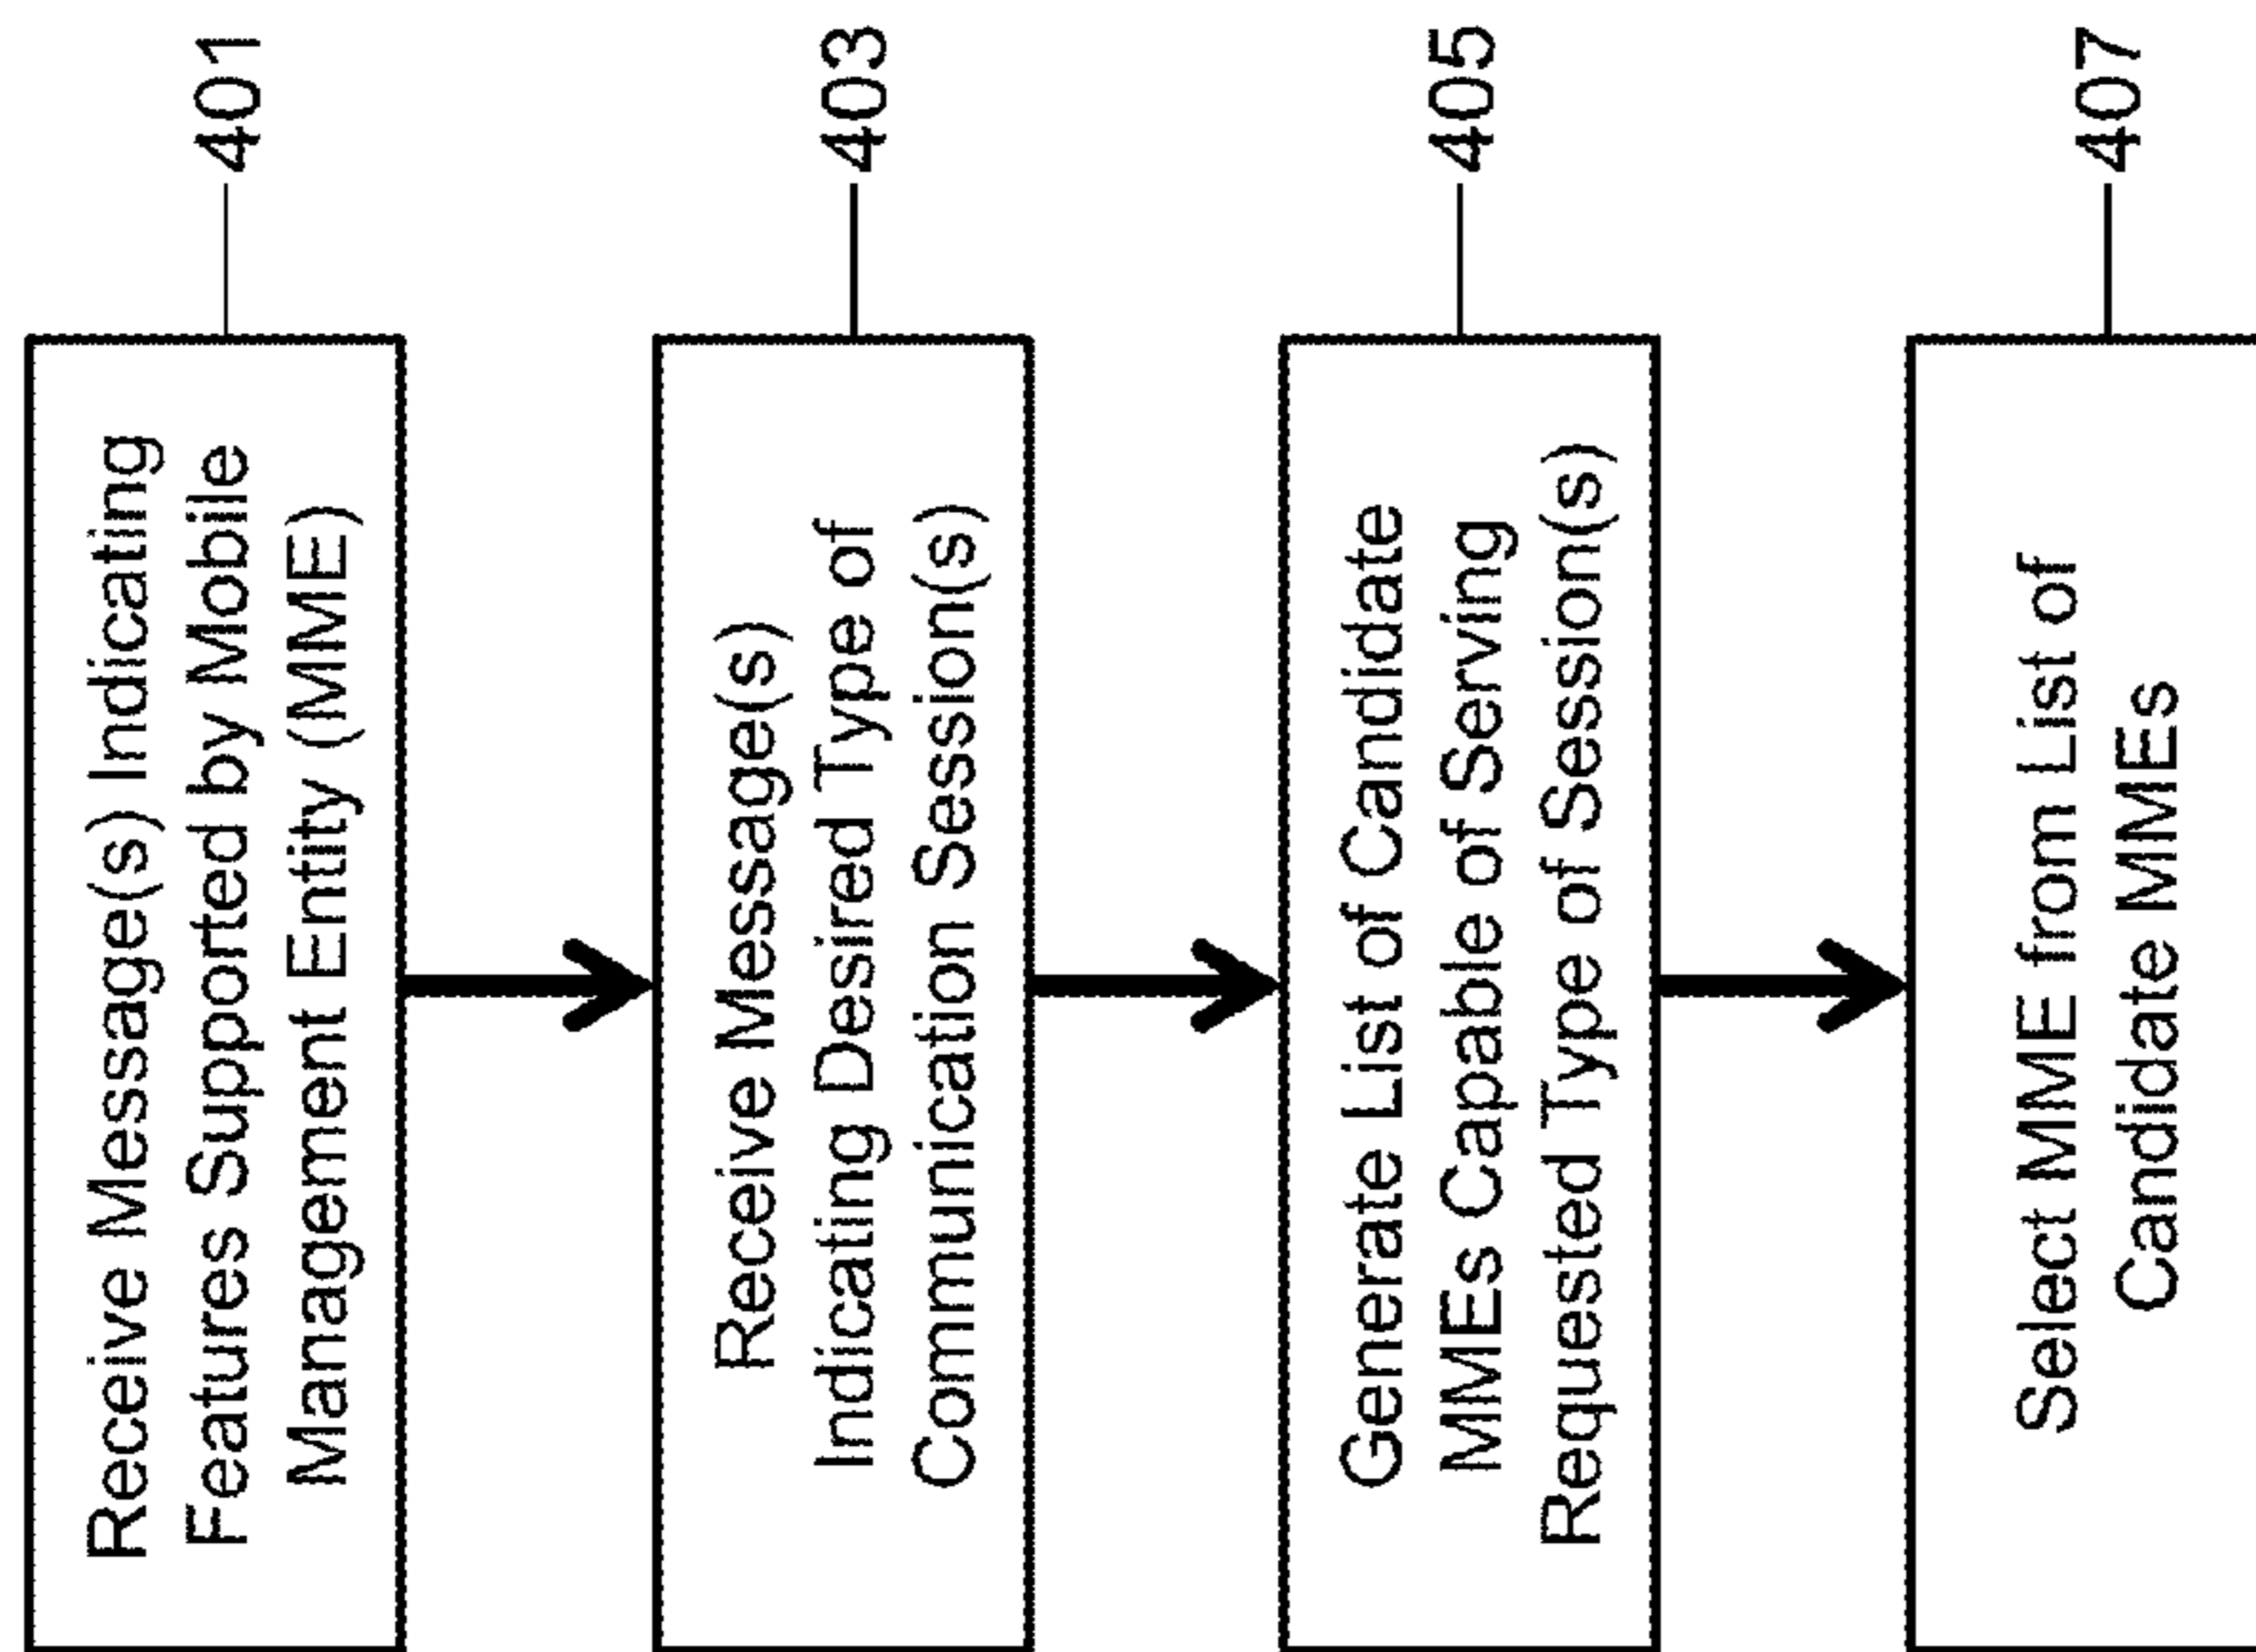 Receive Message(s) Indicating
Features Supported by Mobile
Management Entity (MME)
401
Receive Message(s)
Indicating Desired Type of
Communication Session(s)
403
Generate List of Candidate
MMEs Capable of Serving
Requested Type of Session(s)
405
Select MME from List of
Candidate MMEs
407